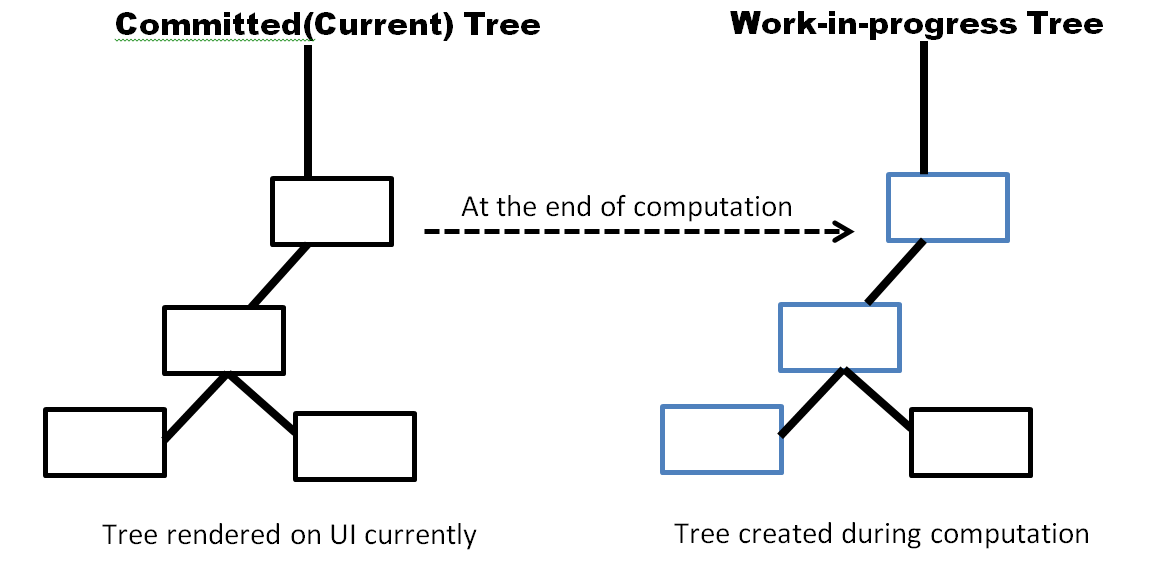 Committed(Current) Tree
Work-in-progress Tree
At the end of computation
Tree rendered on UI currently
Tree created during computation